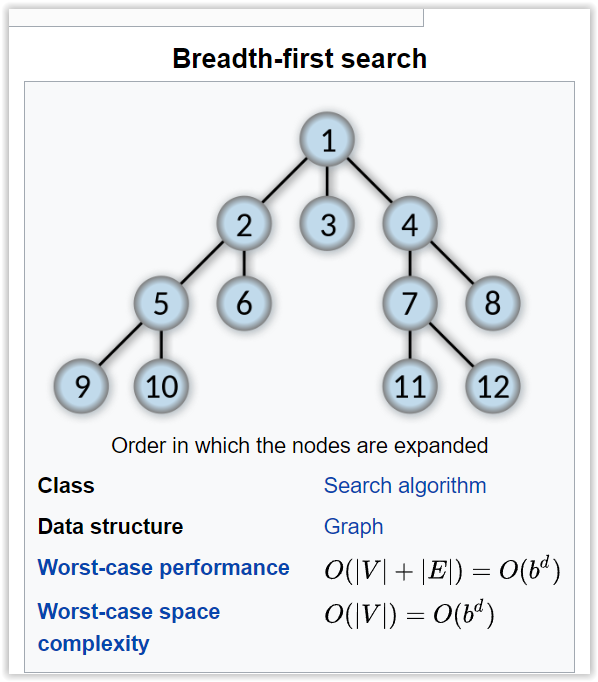 Breadth-first search
1
2 3 4
5 6 7 8
9 10 11 12
Order in which the nodes are expanded
Class Search algorithm
Data structure Graph
Worst-case performance O(|V| + |E|) = O(b^d)
Worst-case space O(|V|) = O(b^d)
complexity